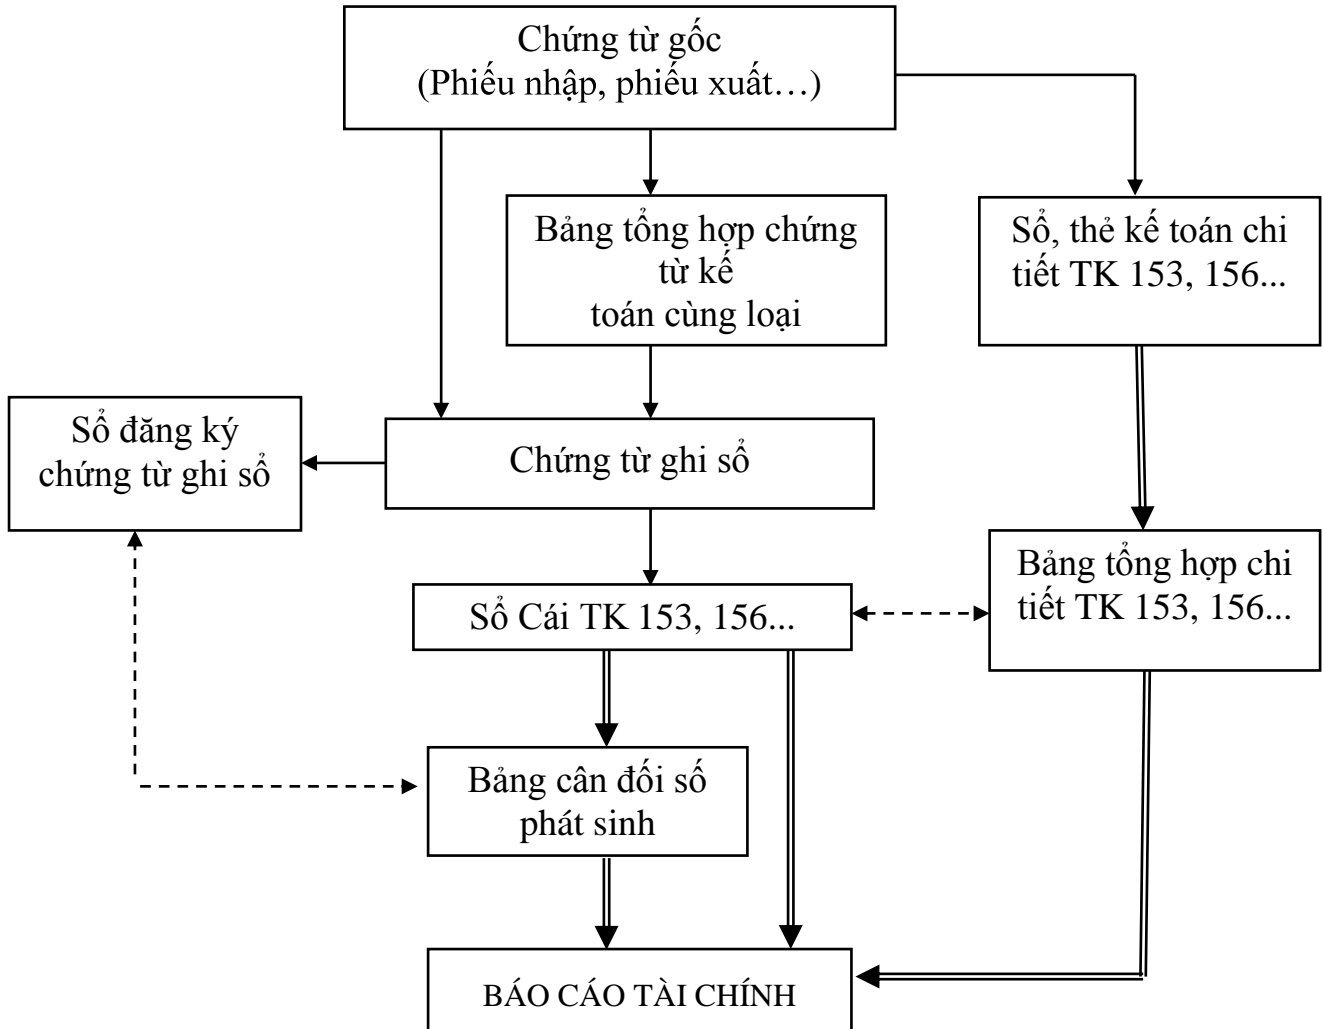 Chứng từ gốc
(Phiếu nhập, phiếu xuất…)
Bảng tổng hợp chứng
từ kế
toán cùng loại
Sổ, thẻ kế toán chi
tiết TK 153, 156...
Sổ đăng ký
chứng từ ghi sổ
Chứng từ ghi sổ
Bảng tổng hợp chi
tiết TK 153, 156...
Sổ Cái TK 153, 156...
Bảng cân đối số
phát sinh
BÁO CÁO TÀI CHÍNH